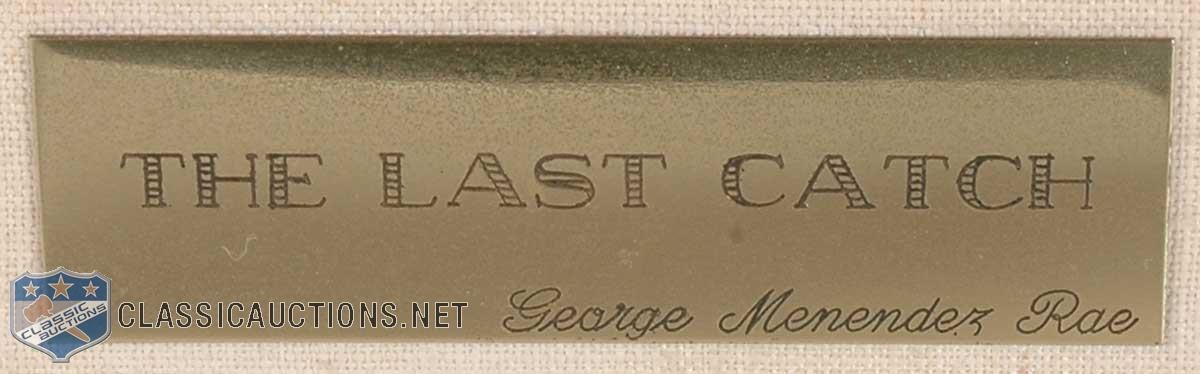 THE LAST CATCH
George Menendez Rae
CLASSIC AUCTIONS
CLASSICAUCTIONS.NET